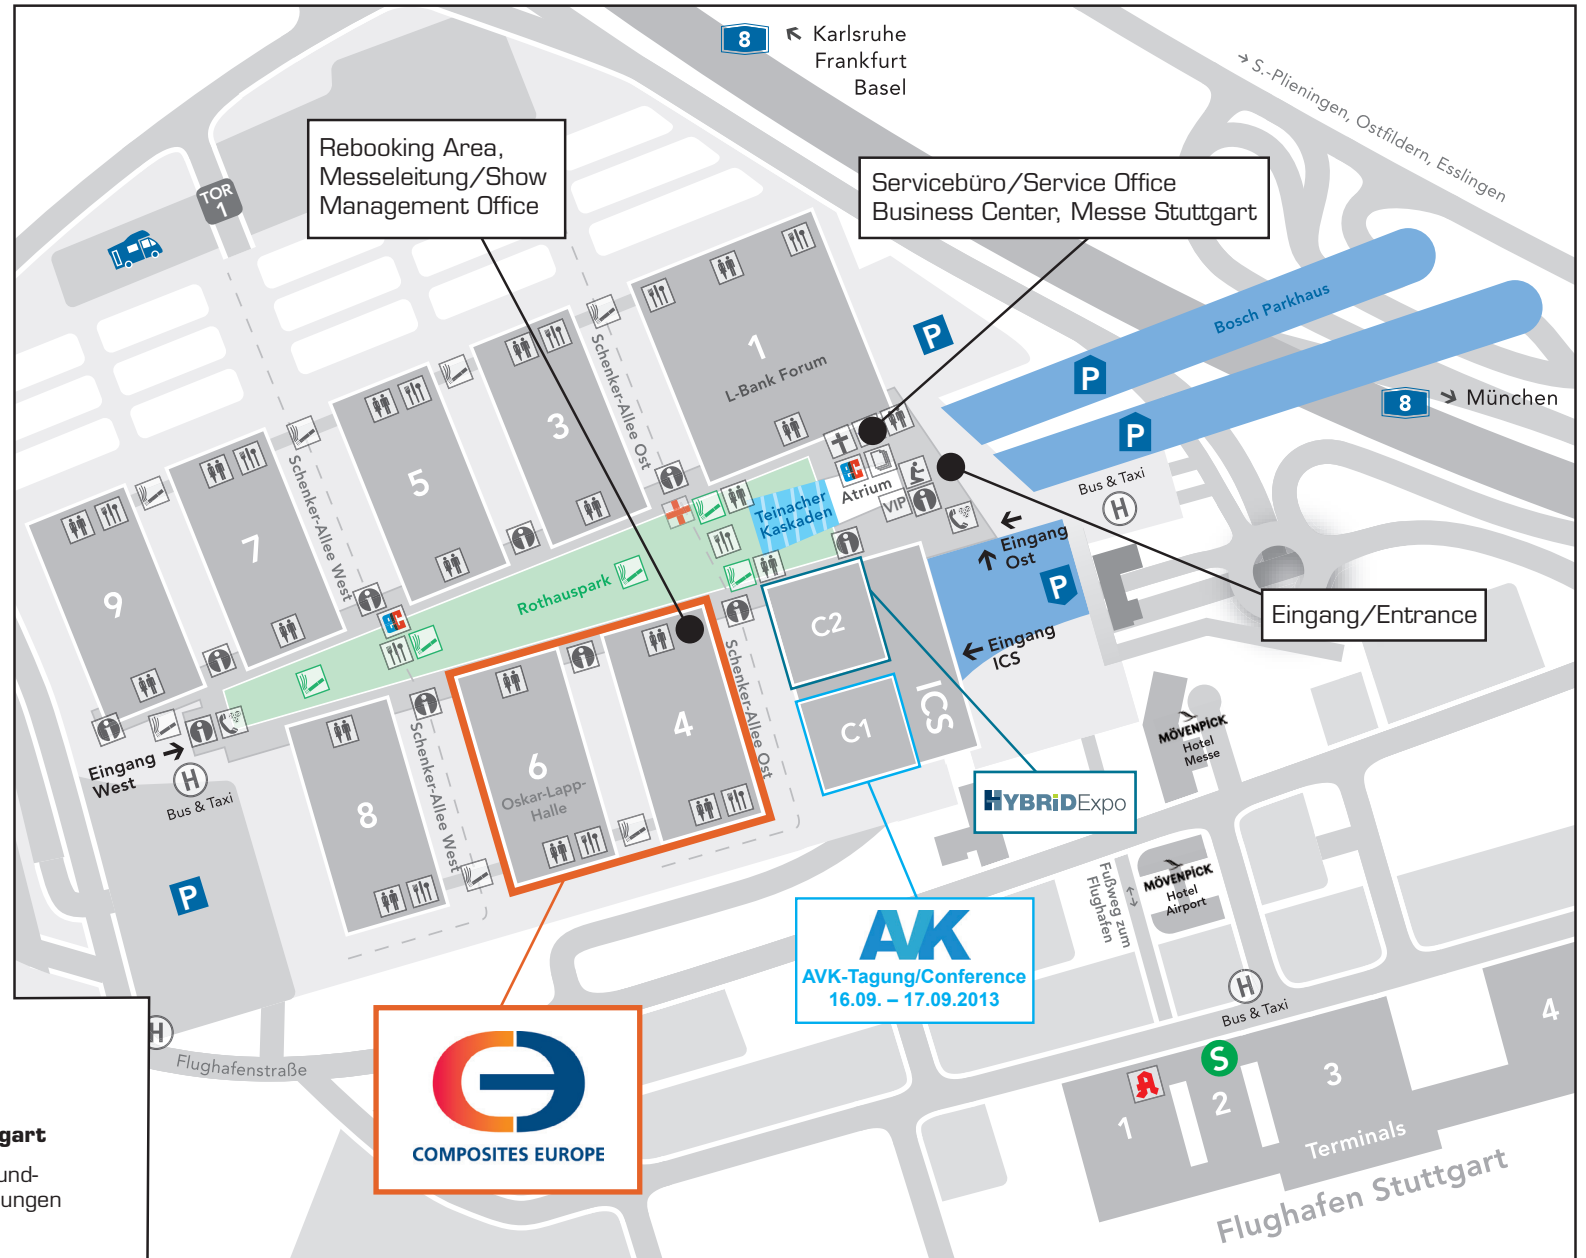 8
Karlsruhe
Frankfurt
Basel
→ S.-Plieningen, Ostfildern, Esslingen
TOR
1
Rebooking Area,
Messeleitung/Show
Management Office
Servicebüro/Service Office
Business Center, Messe Stuttgart
Bosch Parkhaus
P
P
P
8
München
1
L-Bank Forum
3
5
7
9
Schenker-Allee Ost
Schenker-Allee West
Bus & Taxi
H
Teinacher
Kaskaden
Atrium
VIP
EC
Eingang
Ost
P
Eingang
ICS
Eingang/Entrance
Rothauspark
EC
C2
C1
ICS
4
6
Oskar-Lapp-
Halle
8
Schenker-Allee Ost
Schenker-Allee West
Eingang
West
H
Bus & Taxi
P
MÖVENPICK
Hotel
Messe
HYBRiDExpo
MÖVENPICK
Hotel
Airport
Fußweg zum
Flughafen
AVK
AVK-Tagung/Conference
16.09. – 17.09.2013
H
Bus & Taxi
S
H
Flughafenstraße
COMPOSITES EUROPE
1
2
3
4
Terminals
Flughafen Stuttgart
gart
und-
ungen